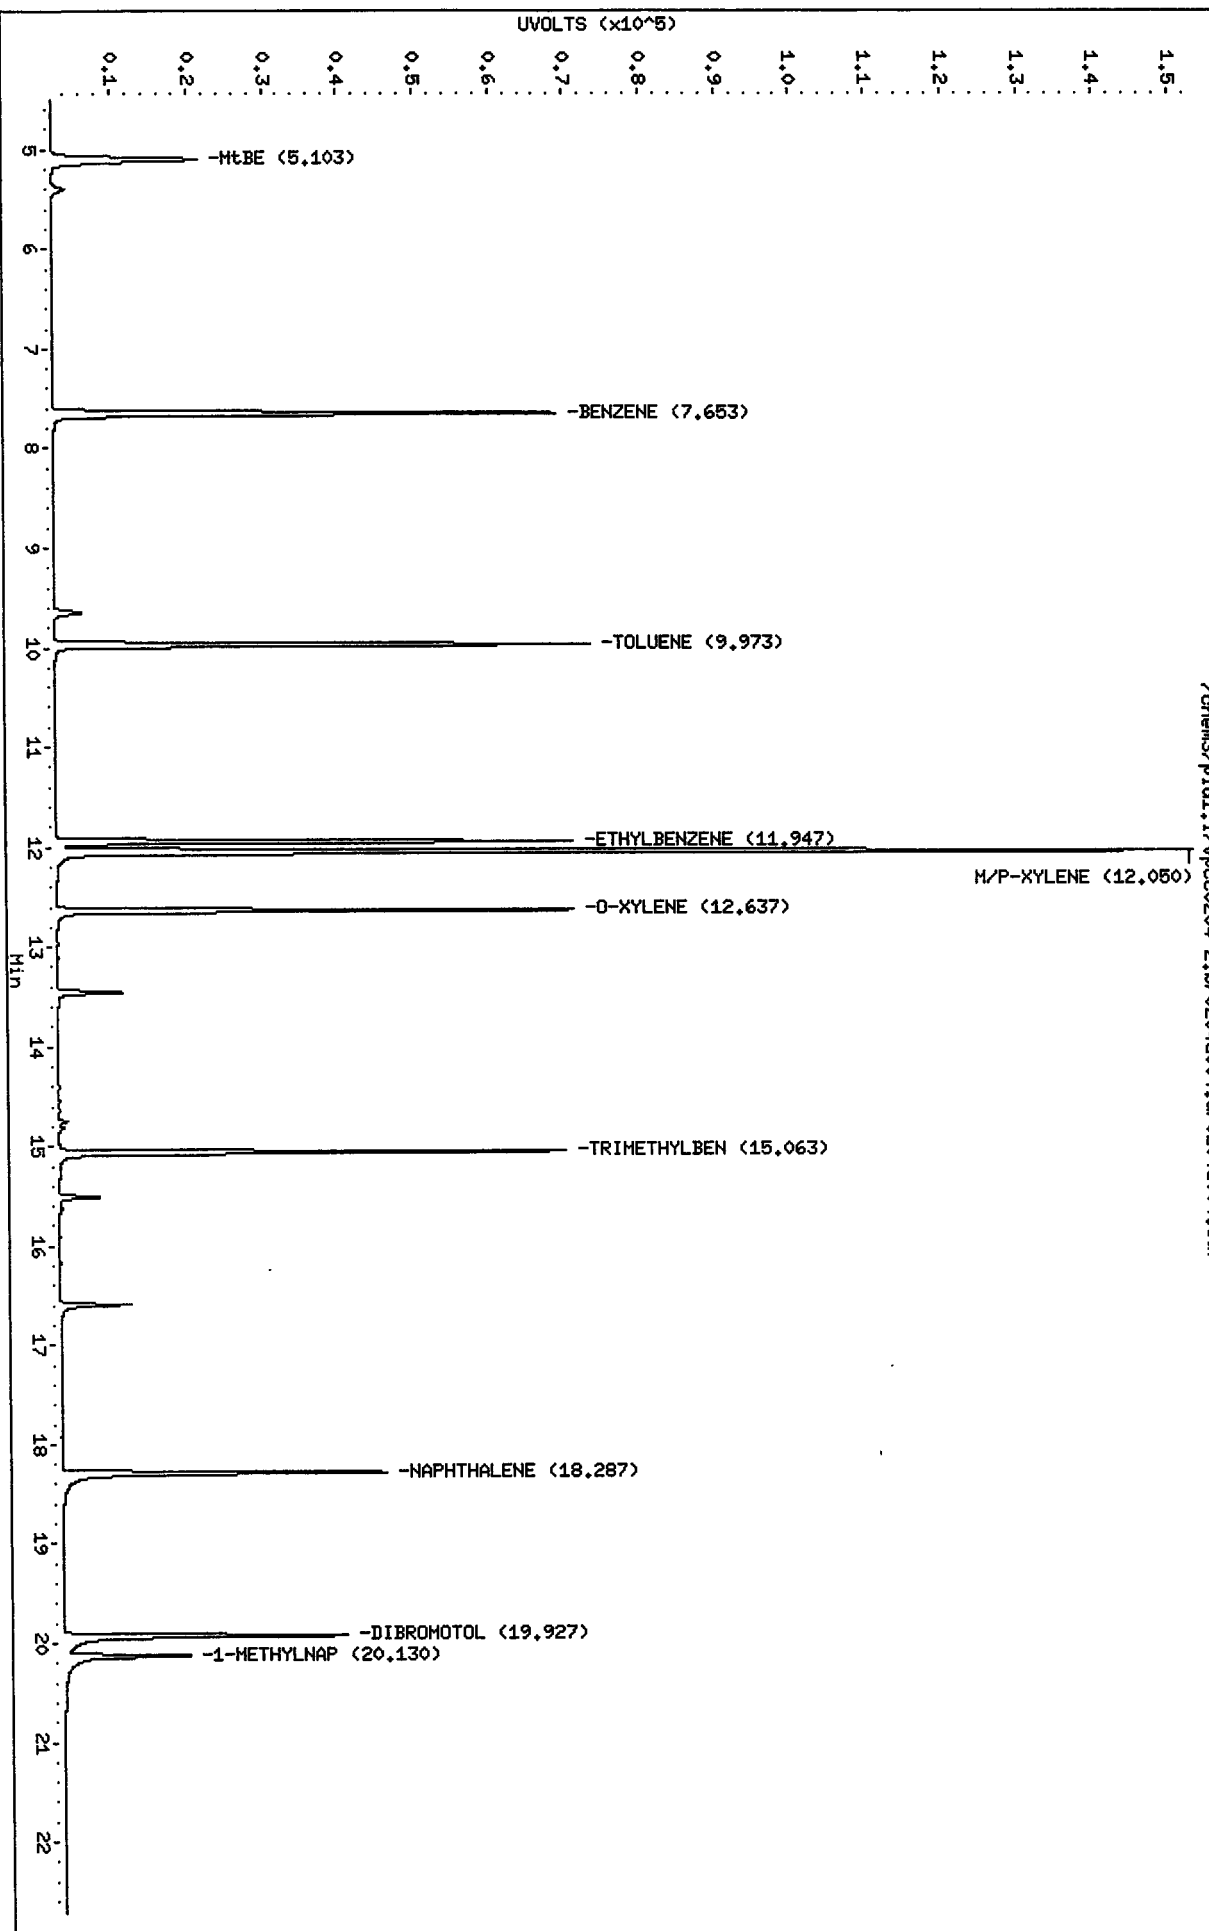 UVOLTS (x10^5)
0.1
0.2
0.3
0.4
0.5
0.6
0.7
0.8
0.9
1.0
1.1
1.2
1.3
1.4
1.5
5
6
7
8
9
10
11
12
13
14
15
16
17
18
19
20
21
22
Min
-MtBE (5.103)
-BENZENE (7.653)
-TOLUENE (9.973)
-ETHYLBENZENE (11.947)
M/P-XYLENE (12.050)
-O-XYLENE (12.637)
-TRIMETHYLBEN (15.063)
-NAPHTHALENE (18.287)
-DIBROMOTOL (19.927)
-1-METHYLNAP (20.130)